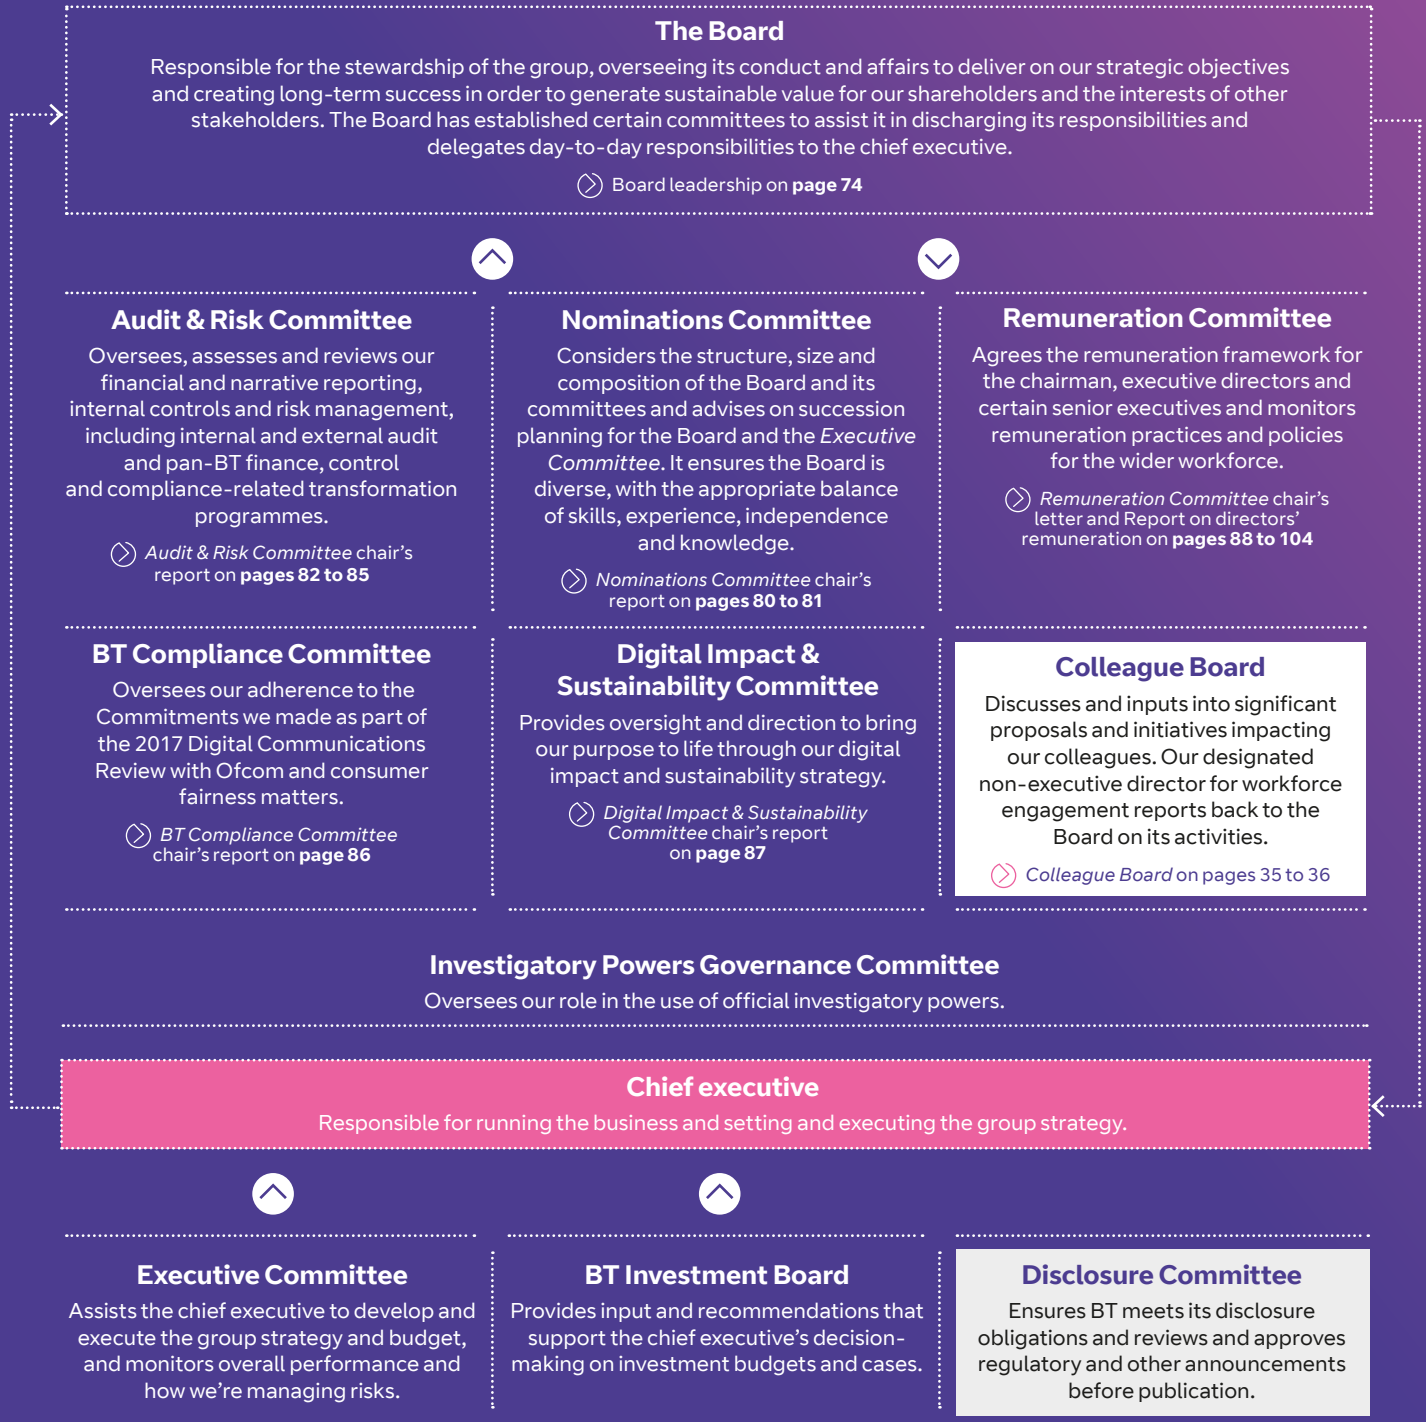 The Board
Responsible for the stewardship of the group, overseeing its conduct and affairs to deliver on our strategic objectives
and creating long-term success in order to generate sustainable value for our shareholders and the interests of other
stakeholders. The Board has established certain committees to assist it in discharging its responsibilities and
delegates day-to-day responsibilities to the chief executive.
Board leadership on page 74
Audit & Risk Committee
Oversees, assesses and reviews our
financial and narrative reporting,
internal controls and risk management,
including internal and external audit
and pan-BT finance, control
and compliance-related transformation
programmes.
Audit & Risk Committee chair's
report on pages 82 to 85
Nominations Committee
Considers the structure, size and
composition of the Board and its
committees and advises on succession
planning for the Board and the Executive
Committee. It ensures the Board is
diverse, with the appropriate balance
of skills, experience, independence
and knowledge.
Nominations Committee chair's
report on pages 80 to 81
Remuneration Committee
Agrees the remuneration framework for
the chairman, executive directors and
certain senior executives and monitors
remuneration practices and policies
for the wider workforce.
Remuneration Committee chair's
letter and Report on directors'
remuneration on pages 88 to 104
BT Compliance Committee
Oversees our adherence to the
Commitments we made as part of
the 2017 Digital Communications
Review with Ofcom and consumer
fairness matters.
BT Compliance Committee
chair's report on page 86
Digital Impact &
Sustainability Committee
Provides oversight and direction to bring
our purpose to life through our digital
impact and sustainability strategy.
Digital Impact & Sustainability
Committee chair's report
on page 87
Colleague Board
Discusses and inputs into significant
proposals and initiatives impacting
our colleagues. Our designated
non-executive director for workforce
engagement reports back to the
Board on its activities.
Colleague Board on pages 35 to 36
Investigatory Powers Governance Committee
Oversees our role in the use of official investigatory powers.
Chief executive
Responsible for running the business and setting and executing the group strategy.
Executive Committee
Assists the chief executive to develop and
execute the group strategy and budget,
and monitors overall performance and
how we're managing risks.
BT Investment Board
Provides input and recommendations that
support the chief executive's decision-
making on investment budgets and cases.
Disclosure Committee
Ensures BT meets its disclosure
obligations and reviews and approves
regulatory and other announcements
before publication.